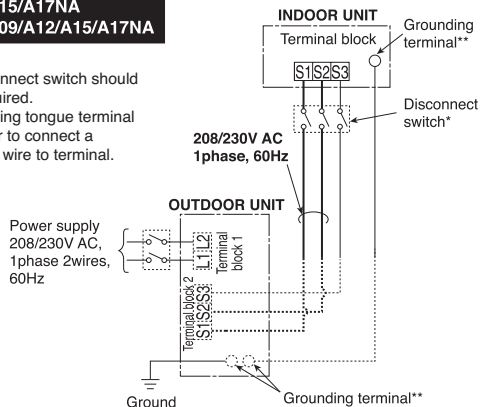 15/A17NA
09/A12/A15/A17NA
nnect switch should
uired.
ing tongue terminal
r to connect a
wire to terminal.
INDOOR UNIT
Terminal block
S1 S2 S3
Grounding
terminal**
Disconnect
switch*
208/230V AC
1phase, 60Hz
OUTDOOR UNIT
Power supply
208/230V AC,
1phase 2wires,
60Hz
L1 L2
Terminal
block 1
Terminal block 2
S1 S2 S3
Ground
Grounding terminal**